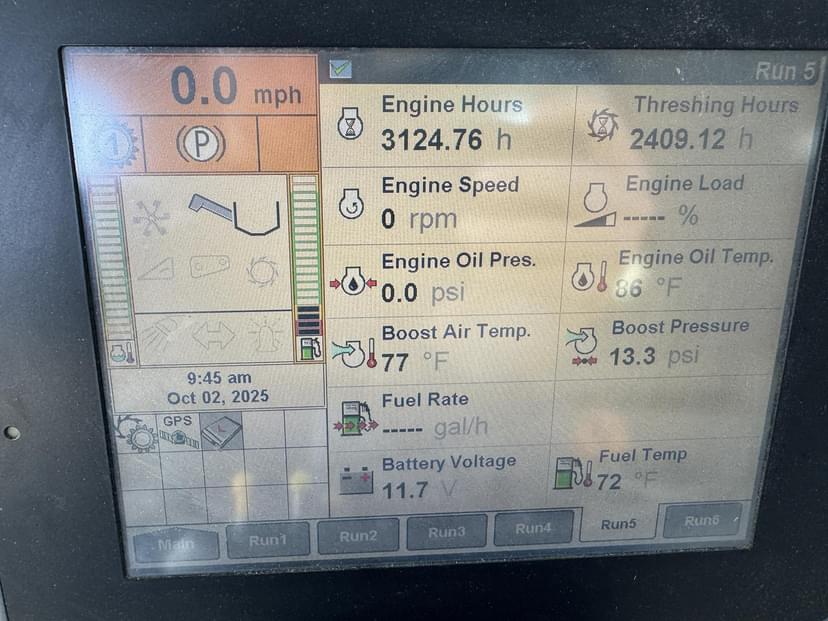 Run 5
0.0 mph
1
P
Engine Hours
3124.76 h
Threshing Hours
2409.12 h
Engine Speed
0 rpm
Engine Load
----- %
Engine Oil Pres.
0.0 psi
Engine Oil Temp.
86 °F
Boost Air Temp.
77 °F
Boost Pressure
13.3 psi
9:45 am
Oct 02, 2025
GPS
Fuel Rate
----- gal/h
Battery Voltage
11.7 V
Fuel Temp
72 °F
Main
Run1
Run2
Run3
Run4
Run5
Run6